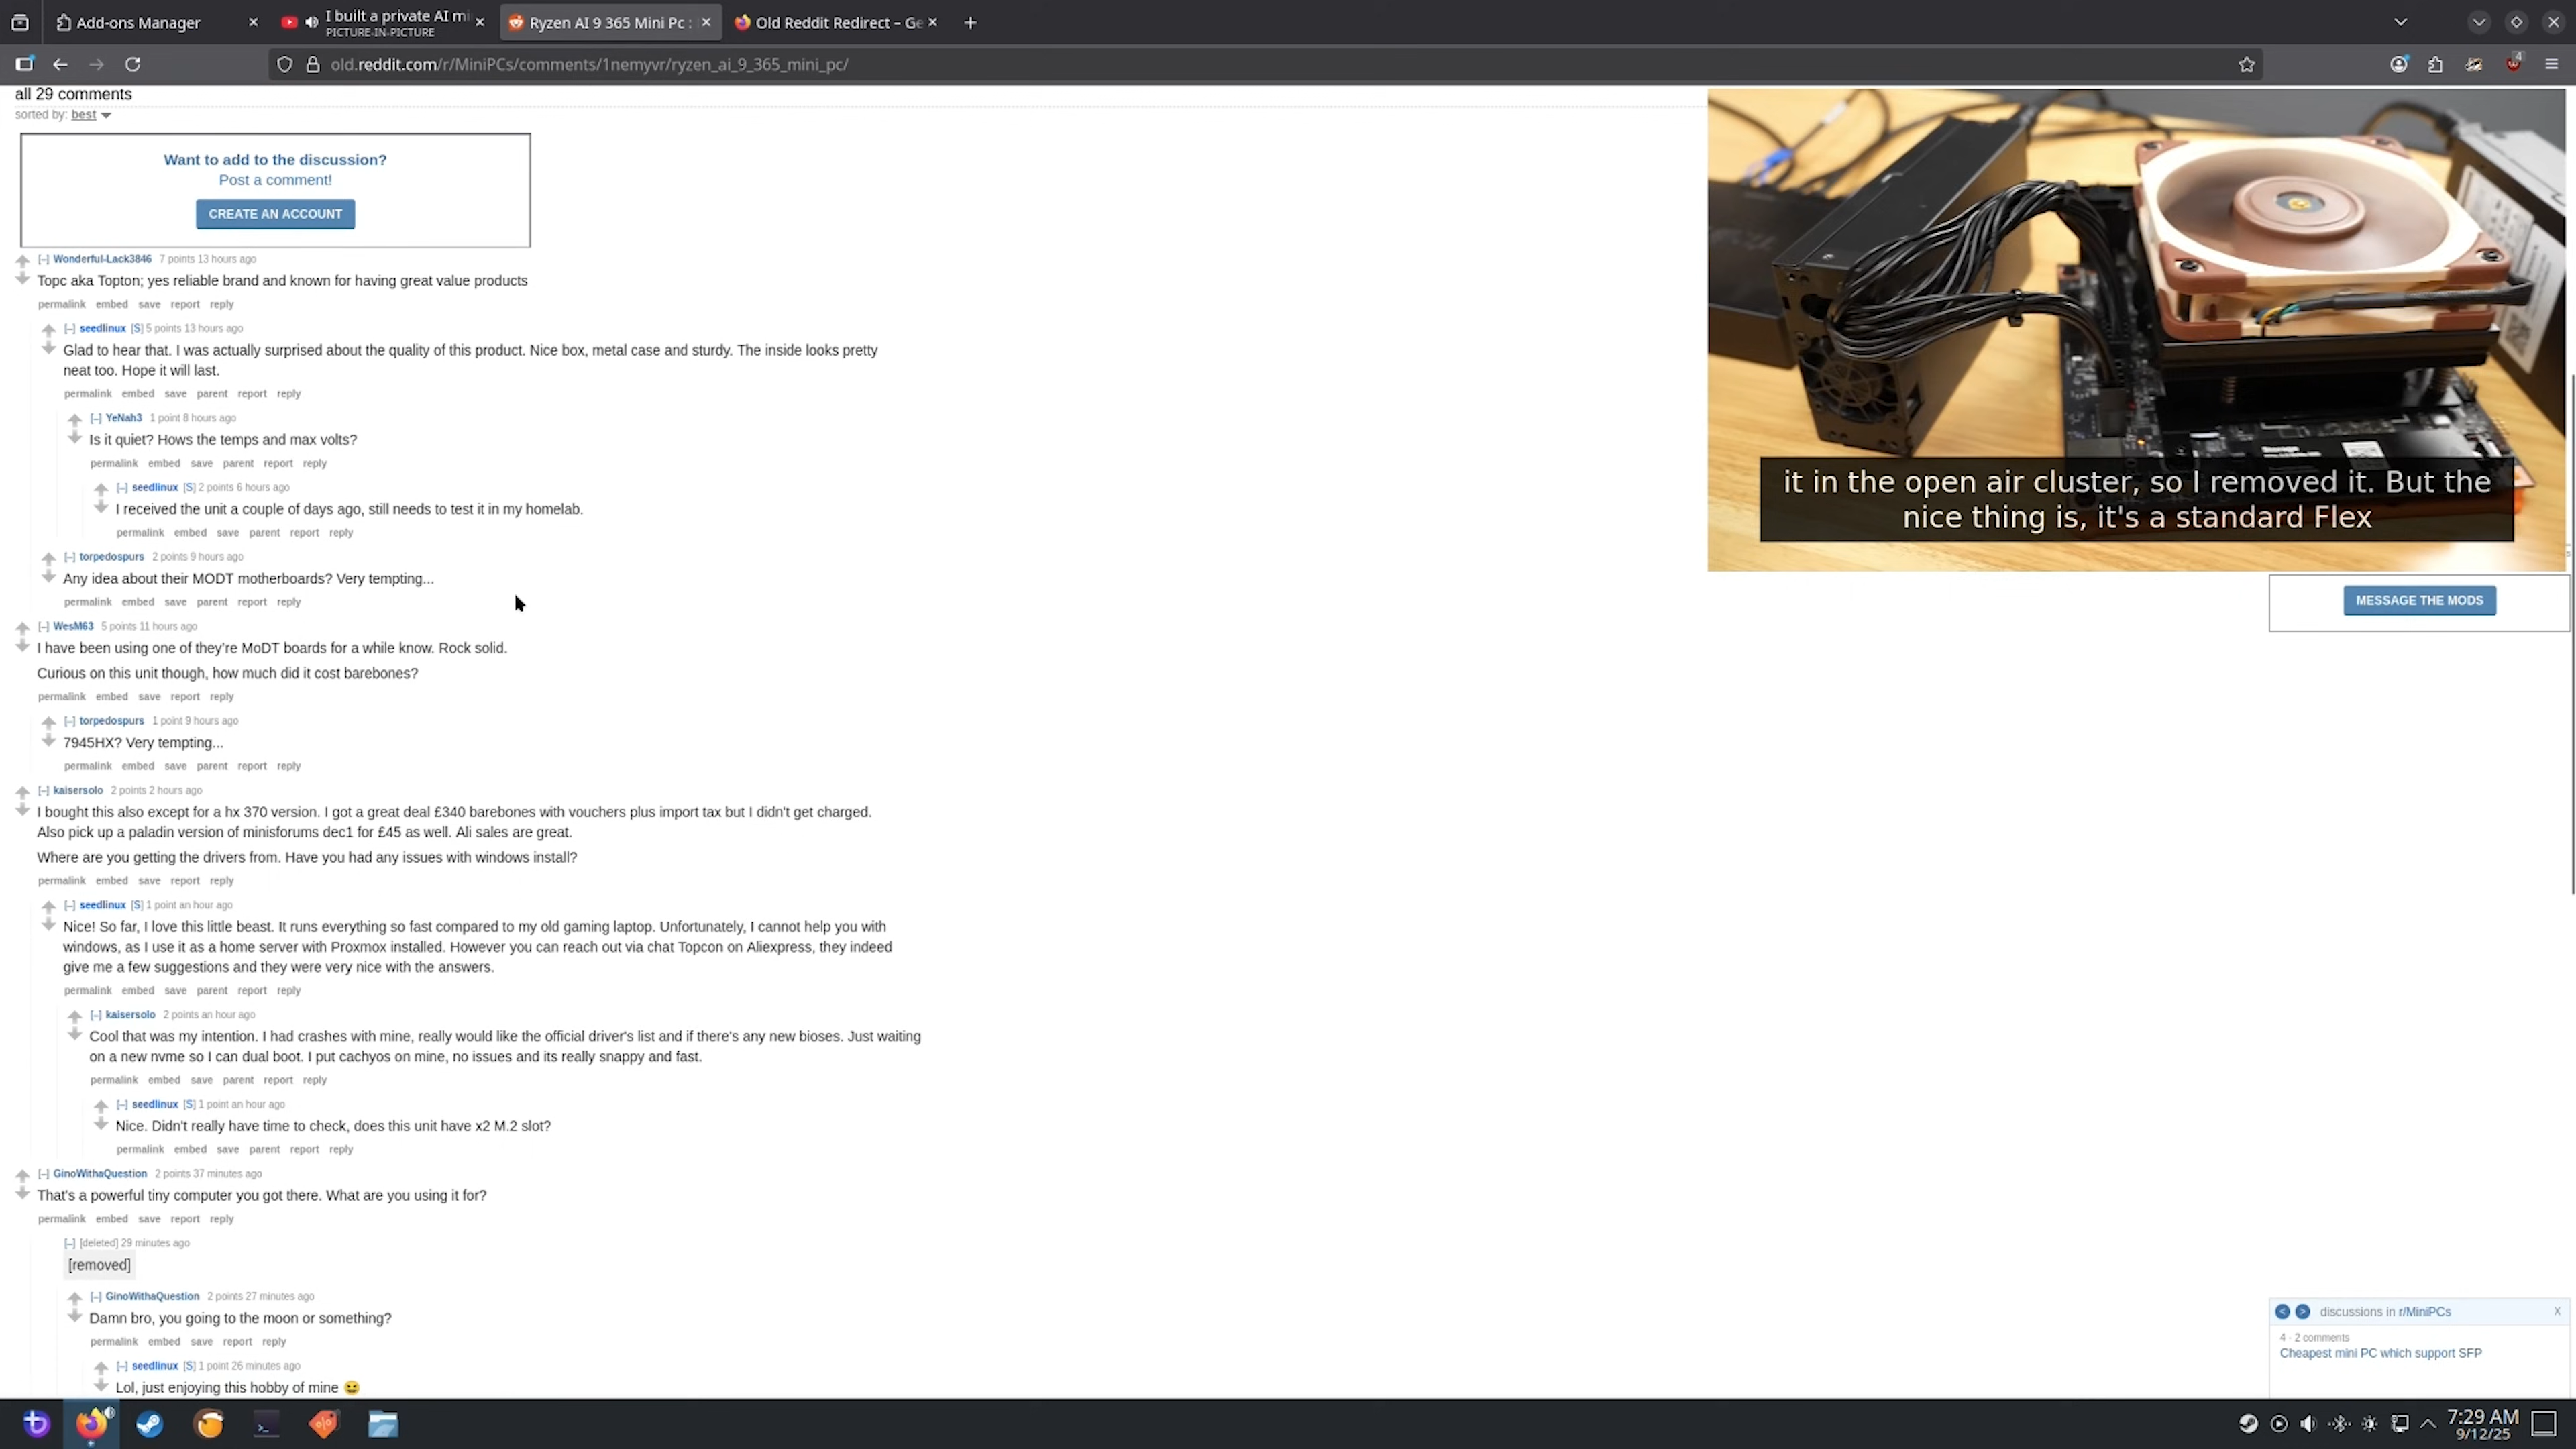 Add-ons Manager
I built a private AI mi
PICTURE-IN-PICTURE
Ryzen AI 9 365 Mini Pc :
Old Reddit Redirect – Ge
old.reddit.com/r/MiniPCs/comments/1nemyvr/ryzen_ai_9_365_mini_pc/
4
all 29 comments
sorted by: best
Want to add to the discussion?
Post a comment!
CREATE AN ACCOUNT
[–] Wonderful-Lack3846 7 points 13 hours ago
Topc aka Topton; yes reliable brand and known for having great value products
permalink embed save report reply
[–] seedlinux [S] 5 points 13 hours ago
Glad to hear that. I was actually surprised about the quality of this product. Nice box, metal case and sturdy. The inside looks pretty
neat too. Hope it will last.
permalink embed save parent report reply
[–] YeNah3 1 point 8 hours ago
Is it quiet? Hows the temps and max volts?
permalink embed save parent report reply
[–] seedlinux [S] 2 points 6 hours ago
I received the unit a couple of days ago, still needs to test it in my homelab.
permalink embed save parent report reply
[–] torpedospurs 2 points 9 hours ago
Any idea about their MODT motherboards? Very tempting...
permalink embed save parent report reply
[–] WesM63 5 points 11 hours ago
I have been using one of they're MoDT boards for a while know. Rock solid.
Curious on this unit though, how much did it cost barebones?
permalink embed save report reply
[–] torpedospurs 1 point 9 hours ago
7945HX? Very tempting...
permalink embed save parent report reply
[–] kaisersolo 2 points 2 hours ago
I bought this also except for a hx 370 version. I got a great deal £340 barebones with vouchers plus import tax but I didn't get charged.
Also pick up a paladin version of minisforums dec1 for £45 as well. Ali sales are great.
Where are you getting the drivers from. Have you had any issues with windows install?
permalink embed save report reply
[–] seedlinux [S] 1 point an hour ago
Nice! So far, I love this little beast. It runs everything so fast compared to my old gaming laptop. Unfortunately, I cannot help you with
windows, as I use it as a home server with Proxmox installed. However you can reach out via chat Topcon on Aliexpress, they indeed
give me a few suggestions and they were very nice with the answers.
permalink embed save parent report reply
[–] kaisersolo 2 points an hour ago
Cool that was my intention. I had crashes with mine, really would like the official driver's list and if there's any new bioses. Just waiting
on a new nvme so I can dual boot. I put cachyos on mine, no issues and its really snappy and fast.
permalink embed save parent report reply
[–] seedlinux [S] 1 point an hour ago
Nice. Didn't really have time to check, does this unit have x2 M.2 slot?
permalink embed save parent report reply
[–] GinoWithaQuestion 2 points 37 minutes ago
That's a powerful tiny computer you got there. What are you using it for?
permalink embed save report reply
[–] [deleted] 29 minutes ago
[removed]
[–] GinoWithaQuestion 2 points 27 minutes ago
Damn bro, you going to the moon or something?
permalink embed save report reply
[–] seedlinux [S] 1 point 26 minutes ago
Lol, just enjoying this hobby of mine 😆
it in the open air cluster, so I removed it. But the
nice thing is, it's a standard Flex
MESSAGE THE MODS
< > discussions in r/MiniPCs X
4 · 2 comments
Cheapest mini PC which support SFP
7:29 AM
9/12/25